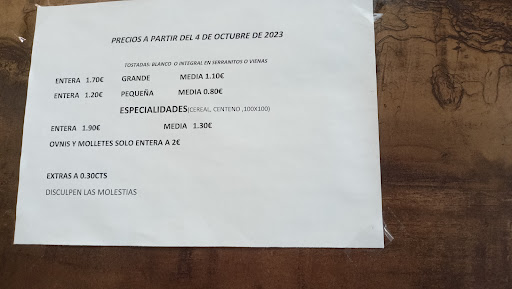 PRECIOS A PARTIR DEL 4 DE OCTUBRE DE 2023
TOSTADAS: BLANCO O INTEGRAL EN SERRANITOS O VIENAS
ENTERA 1.70€ GRANDE MEDIA 1.10€
ENTERA 1.20€ PEQUEÑA MEDIA 0.80€
ESPECIALIDADES(CEREAL, CENTENO ,100X100)
ENTERA 1.90€ MEDIA 1.30€
OVNIS Y MOLLETES SOLO ENTERA A 2€
EXTRAS A 0.30CTS
DISCULPEN LAS MOLESTIAS